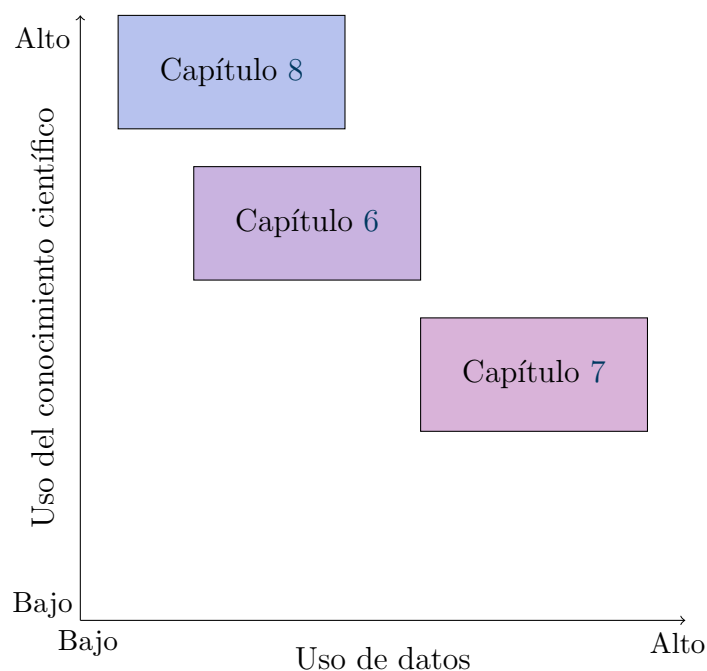 Alto
Capítulo 8
Uso del conocimiento científico
Capítulo 6
Capítulo 7
Bajo
Bajo
Alto
Uso de datos